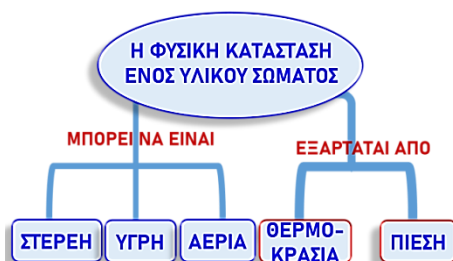 Η ΦΥΣΙΚΗ ΚΑΤΑΣΤΑΣΗ
ΕΝΟΣ ΥΛΙΚΟΥ ΣΩΜΑΤΟΣ
ΜΠΟΡΕΙ ΝΑ ΕΙΝΑΙ
ΕΞΑΡΤΑΤΑΙ ΑΠΟ
ΣΤΕΡΕΗ
ΥΓΡΗ
ΑΕΡΙΑ
ΘΕΡΜΟ-
ΚΡΑΣΙΑ
ΠΙΕΣΗ